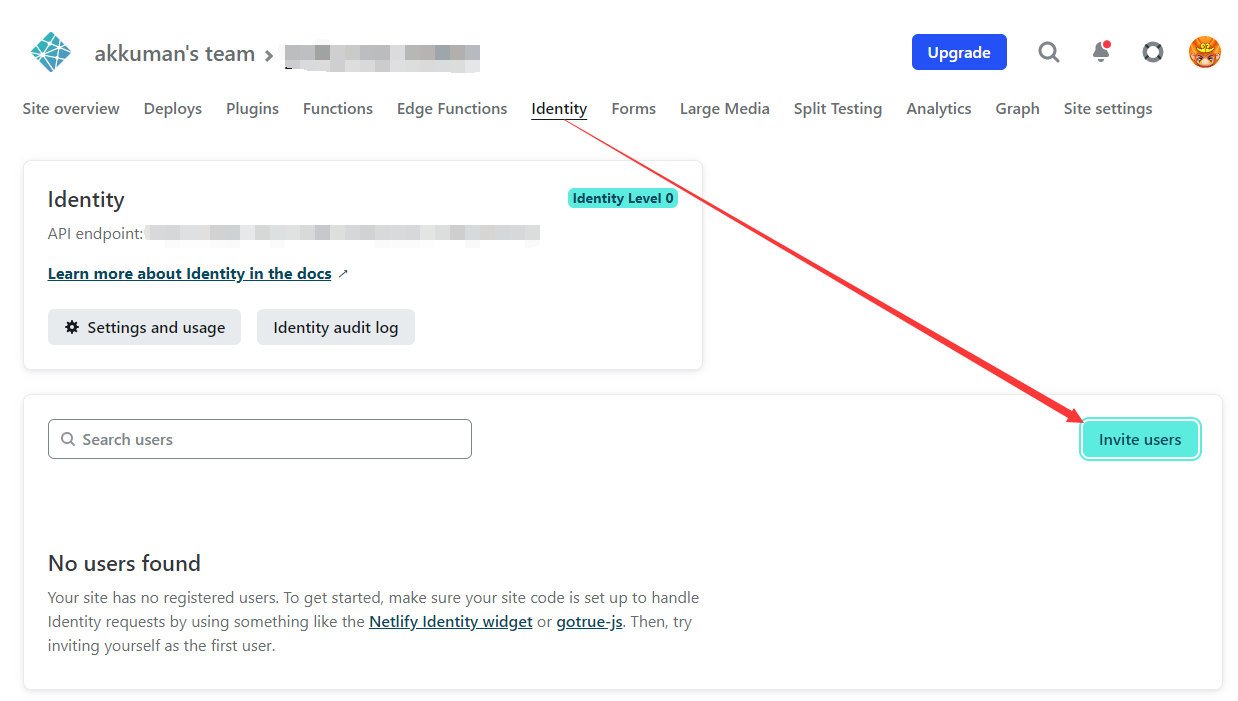 akkuman's team
Upgrade
Site overview Deploys Plugins Functions Edge Functions Identity Forms Large Media Split Testing Analytics Graph Site settings
Identity
Identity Level 0
API endpoint:
Learn more about Identity in the docs
Settings and usage Identity audit log
Search users
Invite users
No users found
Your site has no registered users. To get started, make sure your site code is set up to handle
Identity requests by using something like the Netlify Identity widget or gotrue-js. Then, try
inviting yourself as the first user.